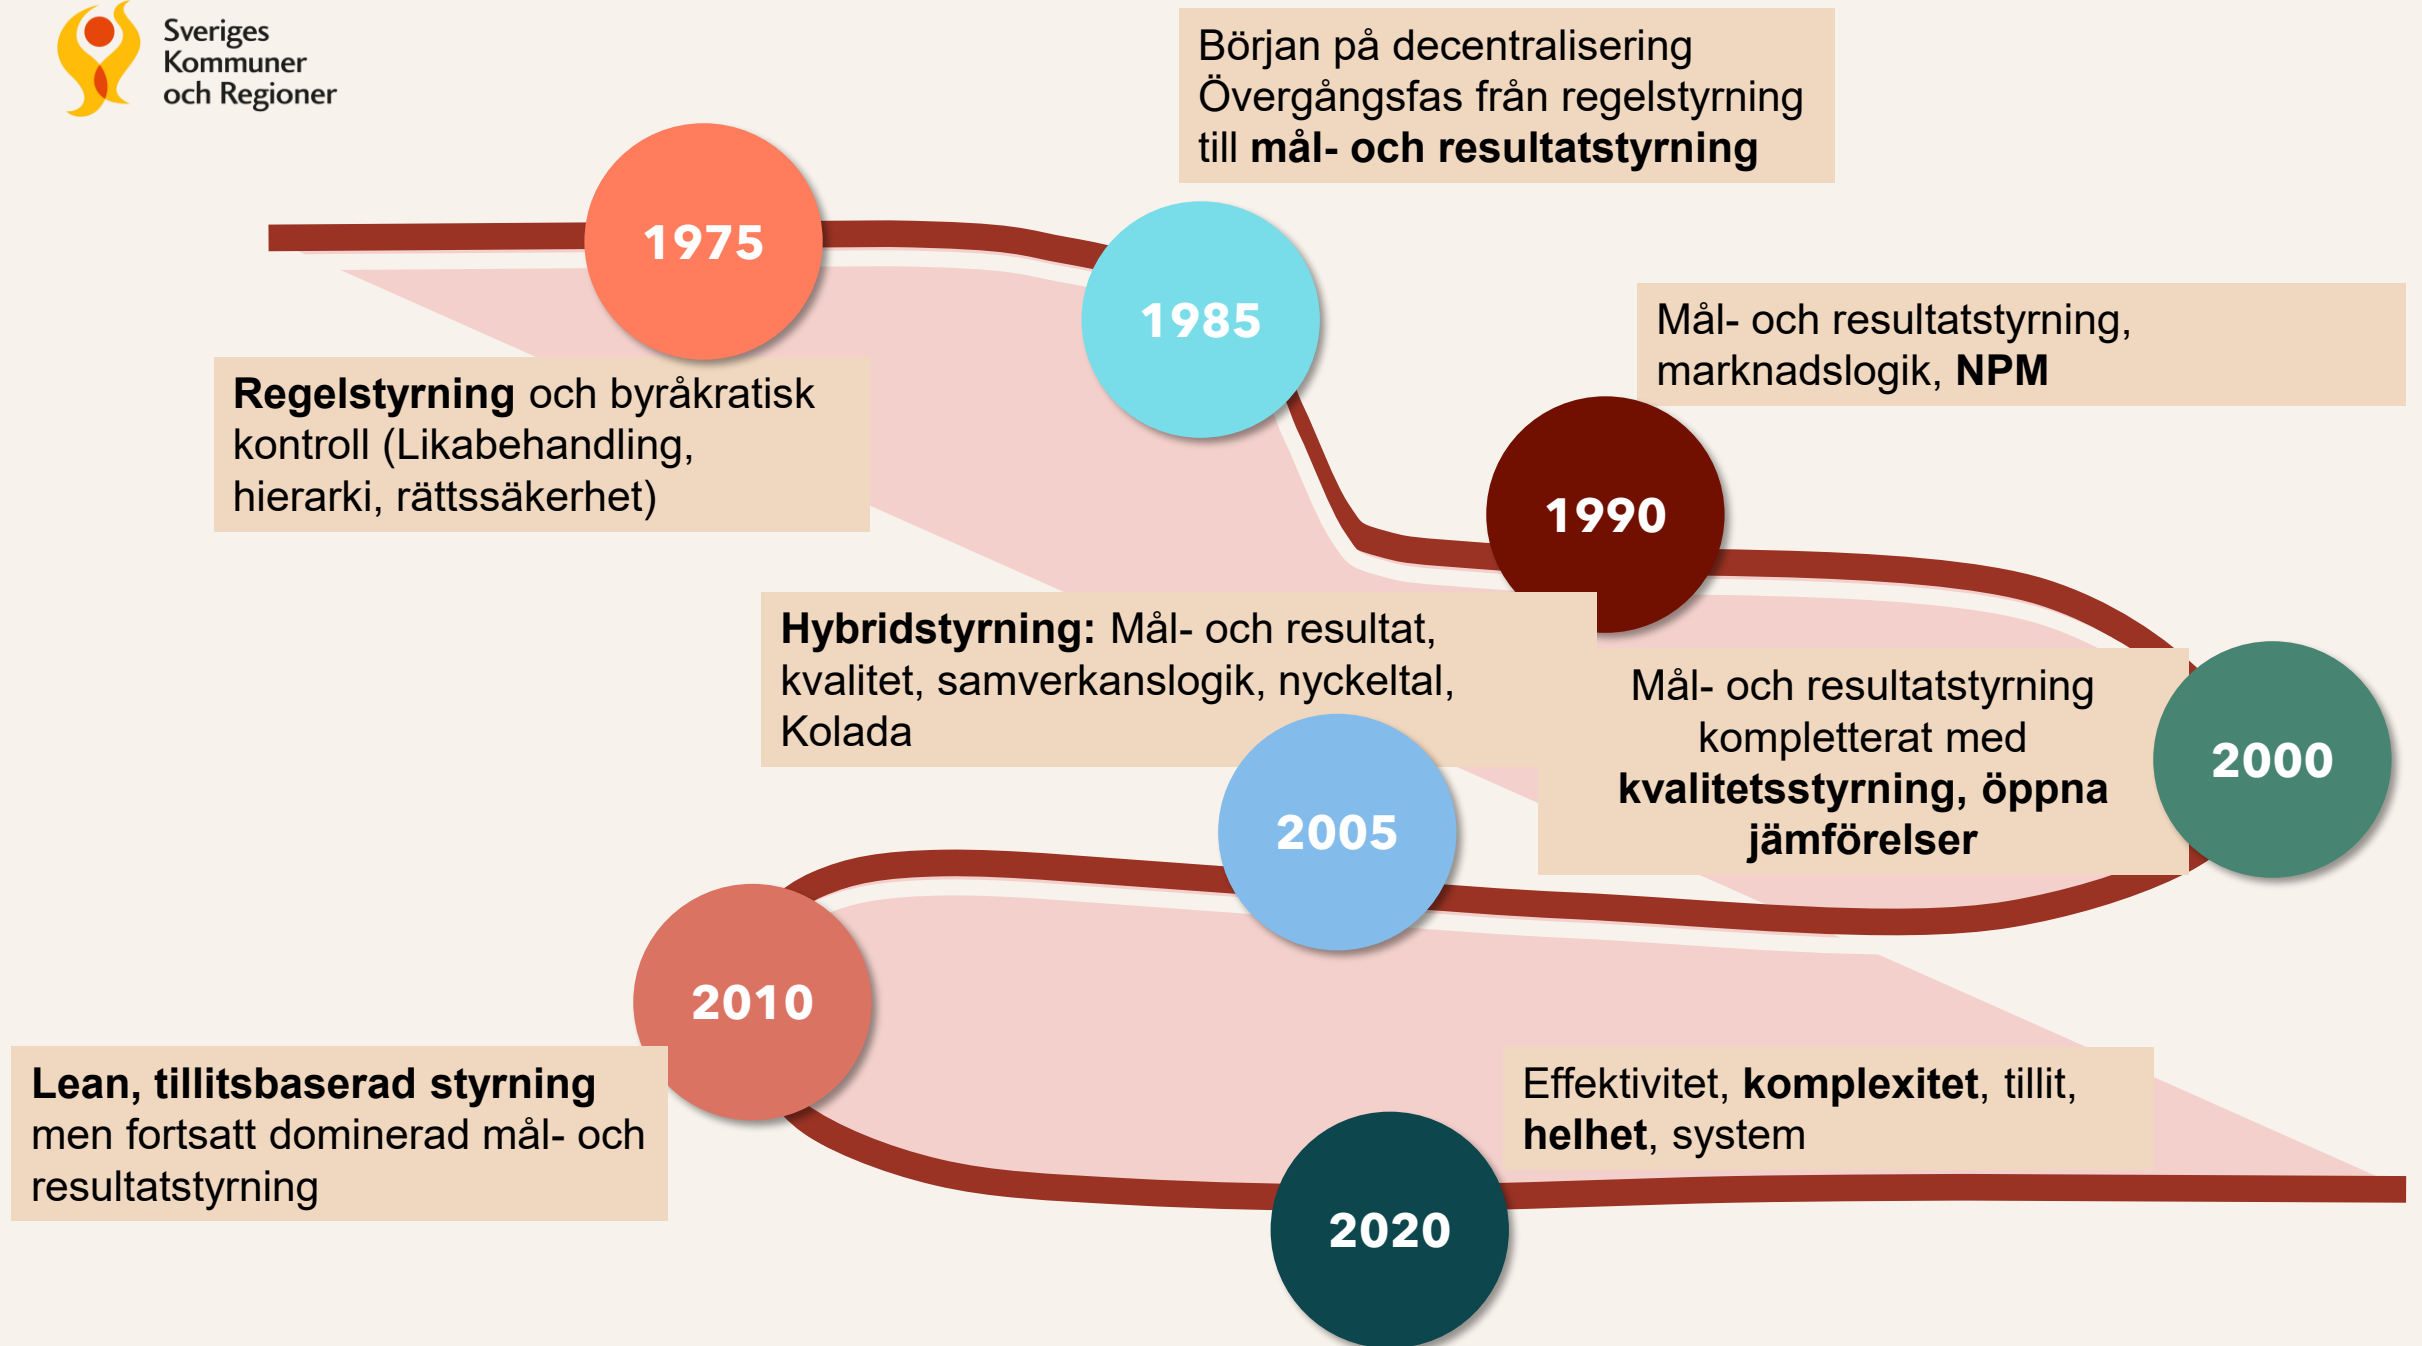 Sveriges
Kommuner
och Regioner
Början på decentralisering
Övergångsfas från regelstyrning
till mål- och resultatstyrning
1975
1985
Mål- och resultatstyrning,
marknadslogik, NPM
Regelstyrning och byråkratisk
kontroll (Likabehandling,
hierarki, rättssäkerhet)
1990
Hybridstyrning: Mål- och resultat,
kvalitet, samverkanslogik, nyckeltal,
Kolada
Mål- och resultatstyrning
kompletterat med
kvalitetsstyrning, öppna
jämförelser
2000
2005
2010
Lean, tillitsbaserad styrning
men fortsatt dominerad mål- och
resultatstyrning
Effektivitet, komplexitet, tillit,
helhet, system
2020